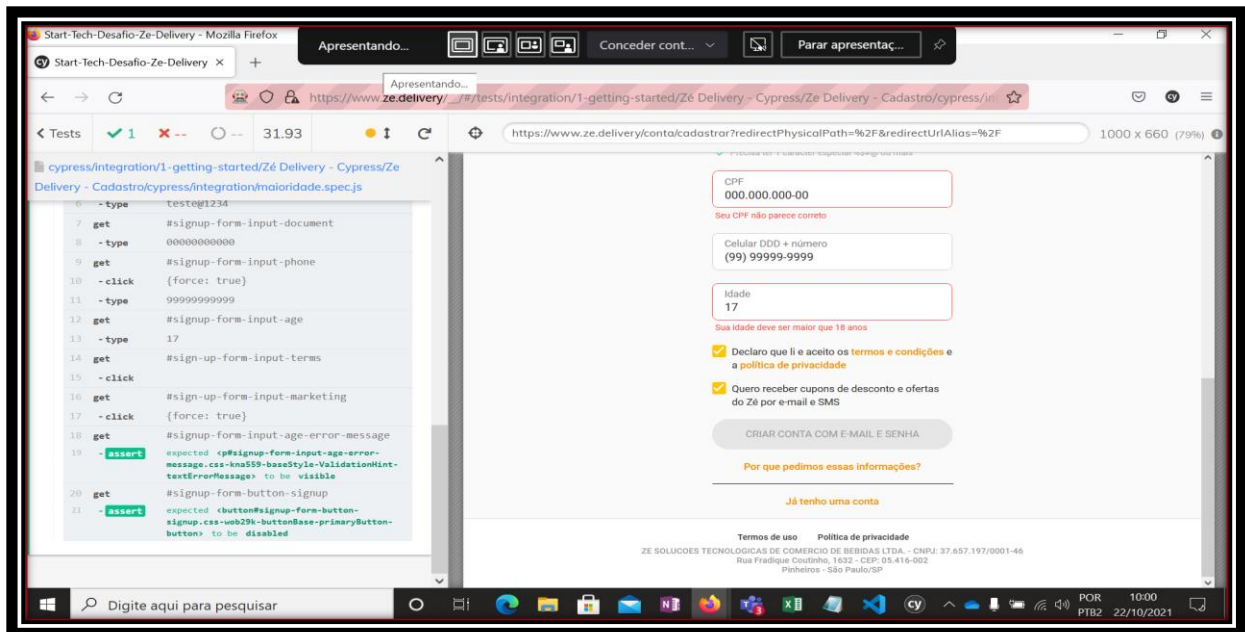 Start-Tech-Desafio-Ze-Delivery - Mozilla Firefox
Apresentando...
Conceder cont...
Parar apresentaç...
Start-Tech-Desafio-Ze-Delivery
Apresentando...
https://www.ze.delivery/__/#/tests/integration/1-getting-started/Zé Delivery - Cypress/Ze Delivery - Cadastro/cypress/in
Tests
1
--
--
31.93
https://www.ze.delivery/conta/cadastrar?redirectPhysicalPath=%2F&redirectUrlAlias=%2F
1000 x 660 (79%)
cypress/integration/1-getting-started/Zé Delivery - Cypress/Ze
Delivery - Cadastro/cypress/integration/maioridade.spec.js
6 - type teste@1234
7 get #signup-form-input-document
8 - type 00000000000
9 get #signup-form-input-phone
10 - click {force: true}
11 - type 99999999999
12 get #signup-form-input-age
13 - type 17
14 get #sign-up-form-input-terms
15 - click
16 get #sign-up-form-input-marketing
17 - click {force: true}
18 get #signup-form-input-age-error-message
19 - assert expected <p#signup-form-input-age-error-
message.css-kna559-baseStyle-ValidationHint-
textErrorMessage> to be visible
20 get #signup-form-button-signup
21 - assert expected <button#signup-form-button-
signup.css-wob29k-buttonBase-primaryButton-
button> to be disabled
CPF
000.000.000-00
Seu CPF não parece correto
Celular DDD + número
(99) 99999-9999
Idade
17
Sua idade deve ser maior que 18 anos
Declaro que li e aceito os termos e condições e
a política de privacidade
Quero receber cupons de desconto e ofertas
do Zé por e-mail e SMS
CRIAR CONTA COM E-MAIL E SENHA
Por que pedimos essas informações?
Já tenho uma conta
Termos de uso Política de privacidade
ZE SOLUCOES TECNOLOGICAS DE COMERCIO DE BEBIDAS LTDA. - CNPJ: 37.657.197/0001-46
Rua Fradique Coutinho, 1632 - CEP: 05.416-002
Pinheiros - São Paulo/SP
Digite aqui para pesquisar
POR
PTB2
10:00
22/10/2021